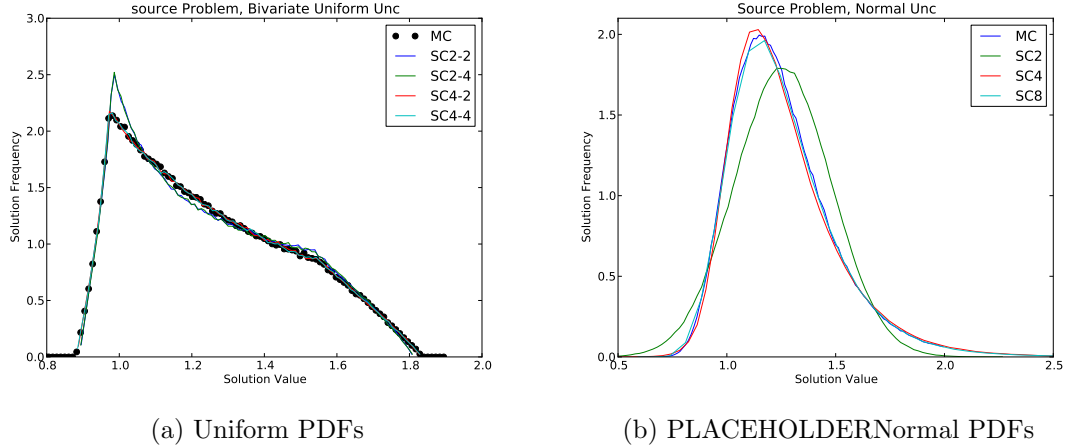 source Problem, Bivariate Uniform Unc
3.0
2.5
2.0
1.5
1.0
0.5
0.0
Solution Frequency
MC
SC2-2
SC2-4
SC4-2
SC4-4
0.8 1.0 1.2 1.4 1.6 1.8 2.0
Solution Value
(a) Uniform PDFs
Source Problem, Normal Unc
2.0
1.5
1.0
0.5
0.0
Solution Frequency
MC
SC2
SC4
SC8
0.5 1.0 1.5 2.0 2.5
Solution Value
(b) PLACEHOLDERNormal PDFs